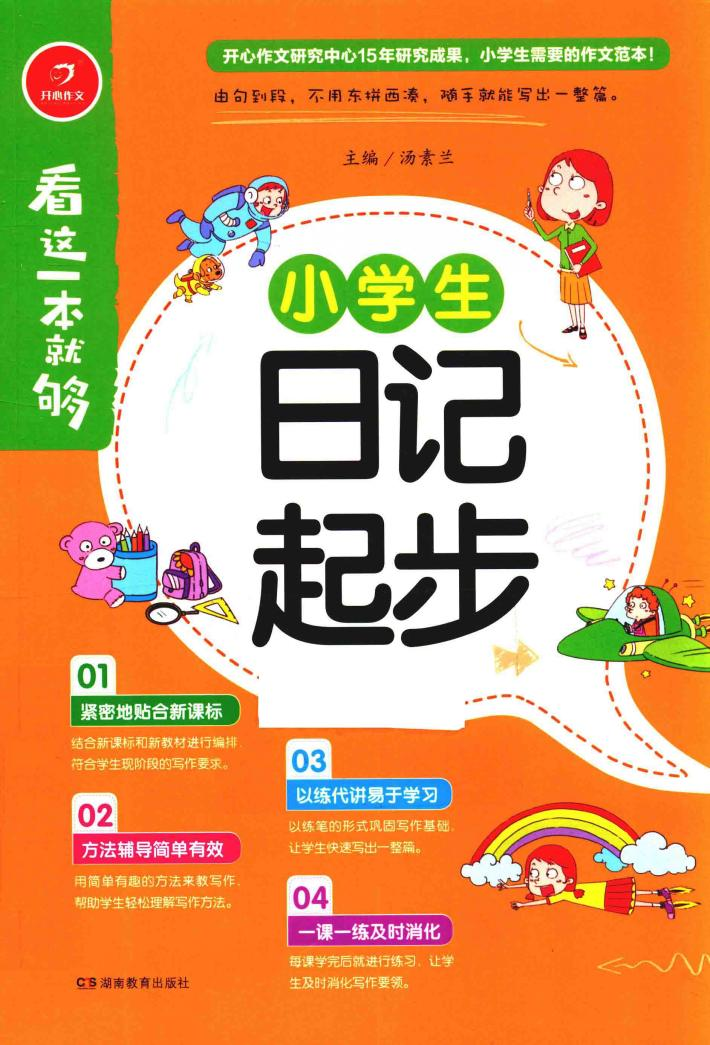 开心作文研究中心15年研究成果，小学生需要的作文范本！
开心作文
由句到段，不用东拼西凑，随手就能写出一整篇。
主编／汤素兰
看这一本就够
小学生
日记
起步
01
紧密地贴合新课标
结合新课标和新教材进行编排，
符合学生现阶段的写作要求。
02
方法辅导简单有效
用简单有趣的方法来教写作，
帮助学生轻松理解写作方法。
03
以练代讲易于学习
以练笔的形式巩固写作基础，
让学生快速写出一整篇。
04
一课一练及时消化
每课学完后就进行练习，让学
生及时消化写作要领。
湖南教育出版社